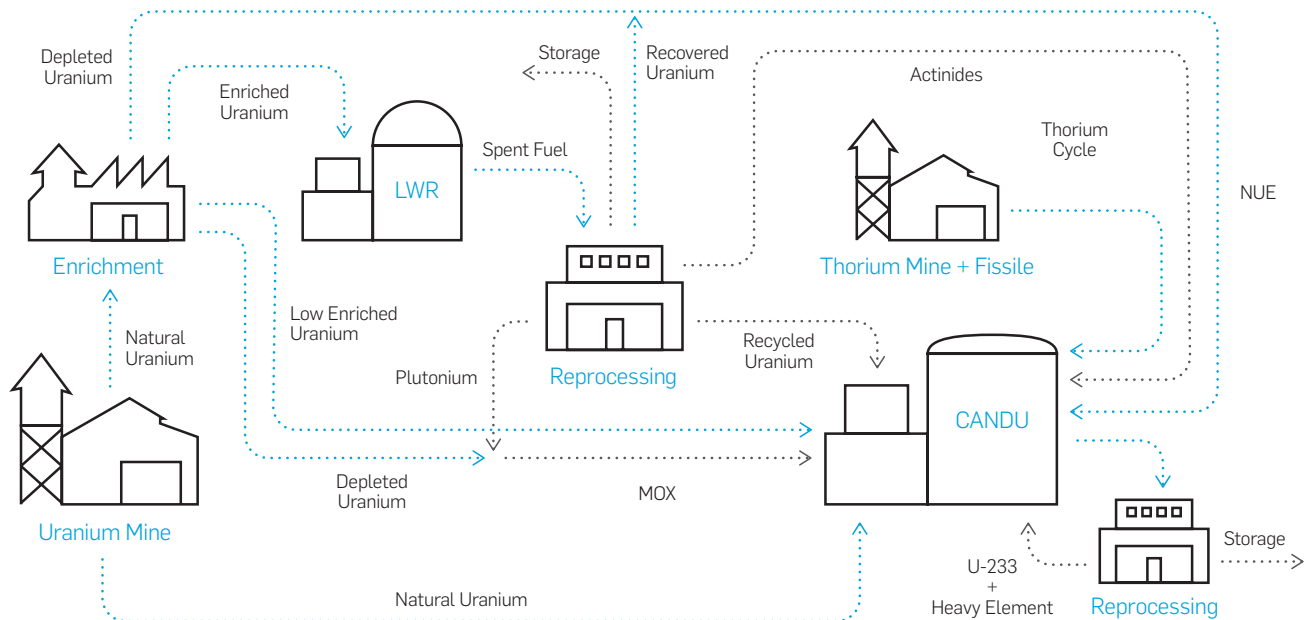 Depleted
Uranium
Enriched
Uranium
Storage
Recovered
Uranium
Actinides
Thorium
Cycle
Spent Fuel
LWR
NUE
Enrichment
Thorium Mine + Fissile
Low Enriched
Uranium
Natural
Uranium
Recycled
Uranium
Plutonium
Reprocessing
CANDU
Depleted
Uranium
MOX
Uranium Mine
Storage
U-233
+
Heavy Element
Natural Uranium
Reprocessing